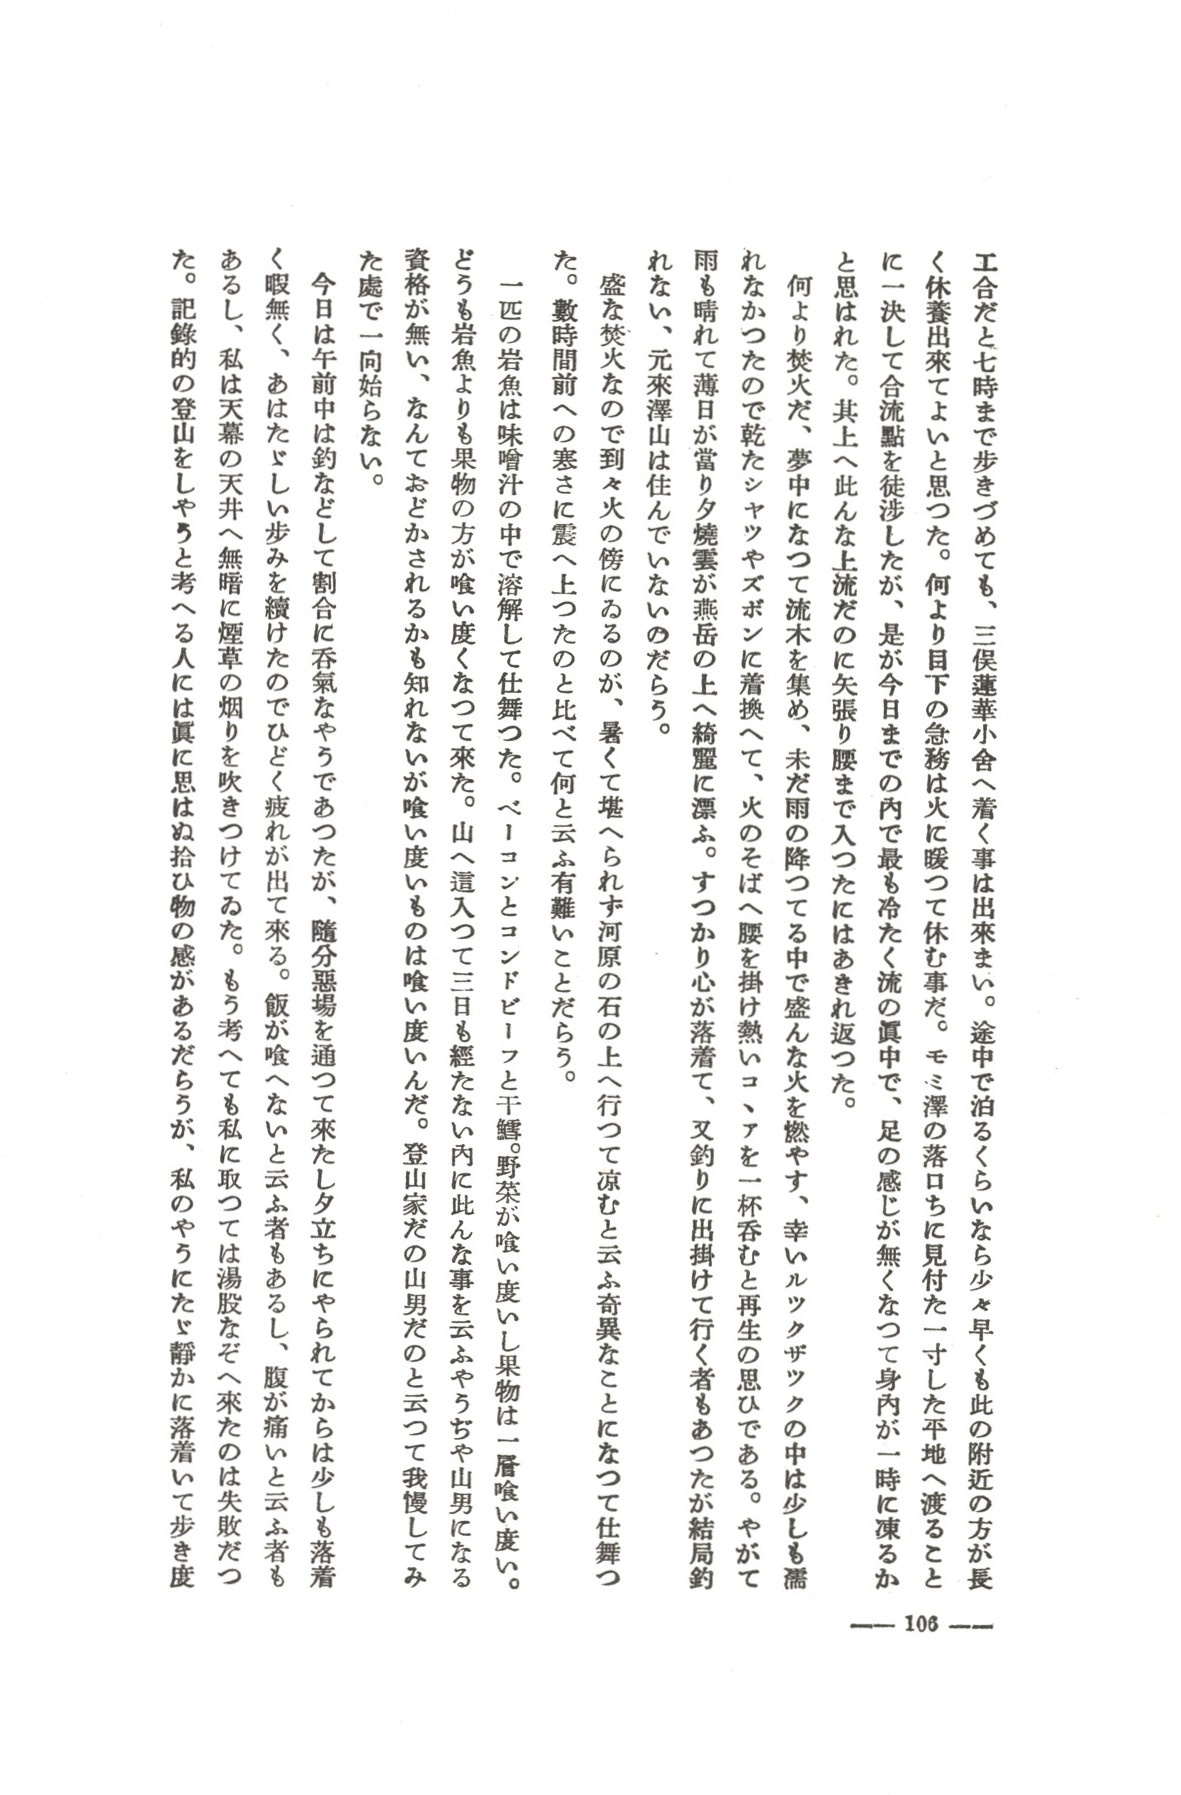 工合だと七時まで歩きづめても、三俣蓮華小舍へ着く事は出來まい。途中で泊るくらいなら少々早くも此の附近の方が長
く休養出來てよいと思つた。何より目下の急務は火に暖つて休む事だ。モミ澤の落口ちに見付た一寸した平地へ渡ること
に一決して合流點を徒涉したが、是が今日までの內で最も冷たく流の眞中で、足の感じが無くなつて身內が一時に凍るか
と思はれた。其上へ此んな上流だのに矢張り腰まで入つたにはあきれ返つた。
何より焚火だ、夢中になつて流木を集め、未だ雨の降つてる中で盛んな火を燃やす、幸いルツクザツクの中は少しも濡
れなかつたので乾たシャツやズボンに着換へて、火のそばへ腰を掛け熱いコヽアを一杯呑むと再生の思ひである。やがて
雨も晴れて薄日が當り夕燒雲が燕岳の上へ綺麗に漂ふ。すつかり心が落着て、又釣りに出掛けて行く者もあつたが結局釣
れない、元來澤山は住んでいないのだらう。
盛な焚火なので到々火の傍にゐるのが、暑くて堪へられず河原の石の上へ行つて凉むと云ふ奇異なことになつて仕舞つ
た。數時間前への寒さに震へ上つたのと比べて何と云ふ有難いことだらう。
一匹の岩魚は味噌汁の中で溶解して仕舞つた。ベーコンとコンドビーフと干鱈。野菜が喰い度いし果物は一層喰い度い。
どうも岩魚よりも果物の方が喰い度くなつて來た。山へ這入つて三日も經たない內に此んな事を云ふやうぢや山男になる
資格が無い、なんておどかされるかも知れないが喰い度いものは喰い度いんだ。登山家だの山男だのと云つて我慢してみ
た處で一向始らない。
今日は午前中は釣などして割合に呑氣なやうであつたが、隨分惡場を通つて來たし夕立ちにやられてからは少しも落着
く暇無く、あはたゞしい步みを續けたのでひどく疲れが出て來る。飯が喰へないと云ふ者もあるし、腹が痛いと云ふ者も
あるし、私は天幕の天井へ無暗に煙草の烟りを吹きつけてゐた。もう考へても私に取つては湯股なぞへ來たのは失敗だつ
た。記錄的の登山をしやうと考へる人には眞に思はぬ拾ひ物の感があるだらうが、私のやうにたゞ靜かに落着いて步き度
— 106 —